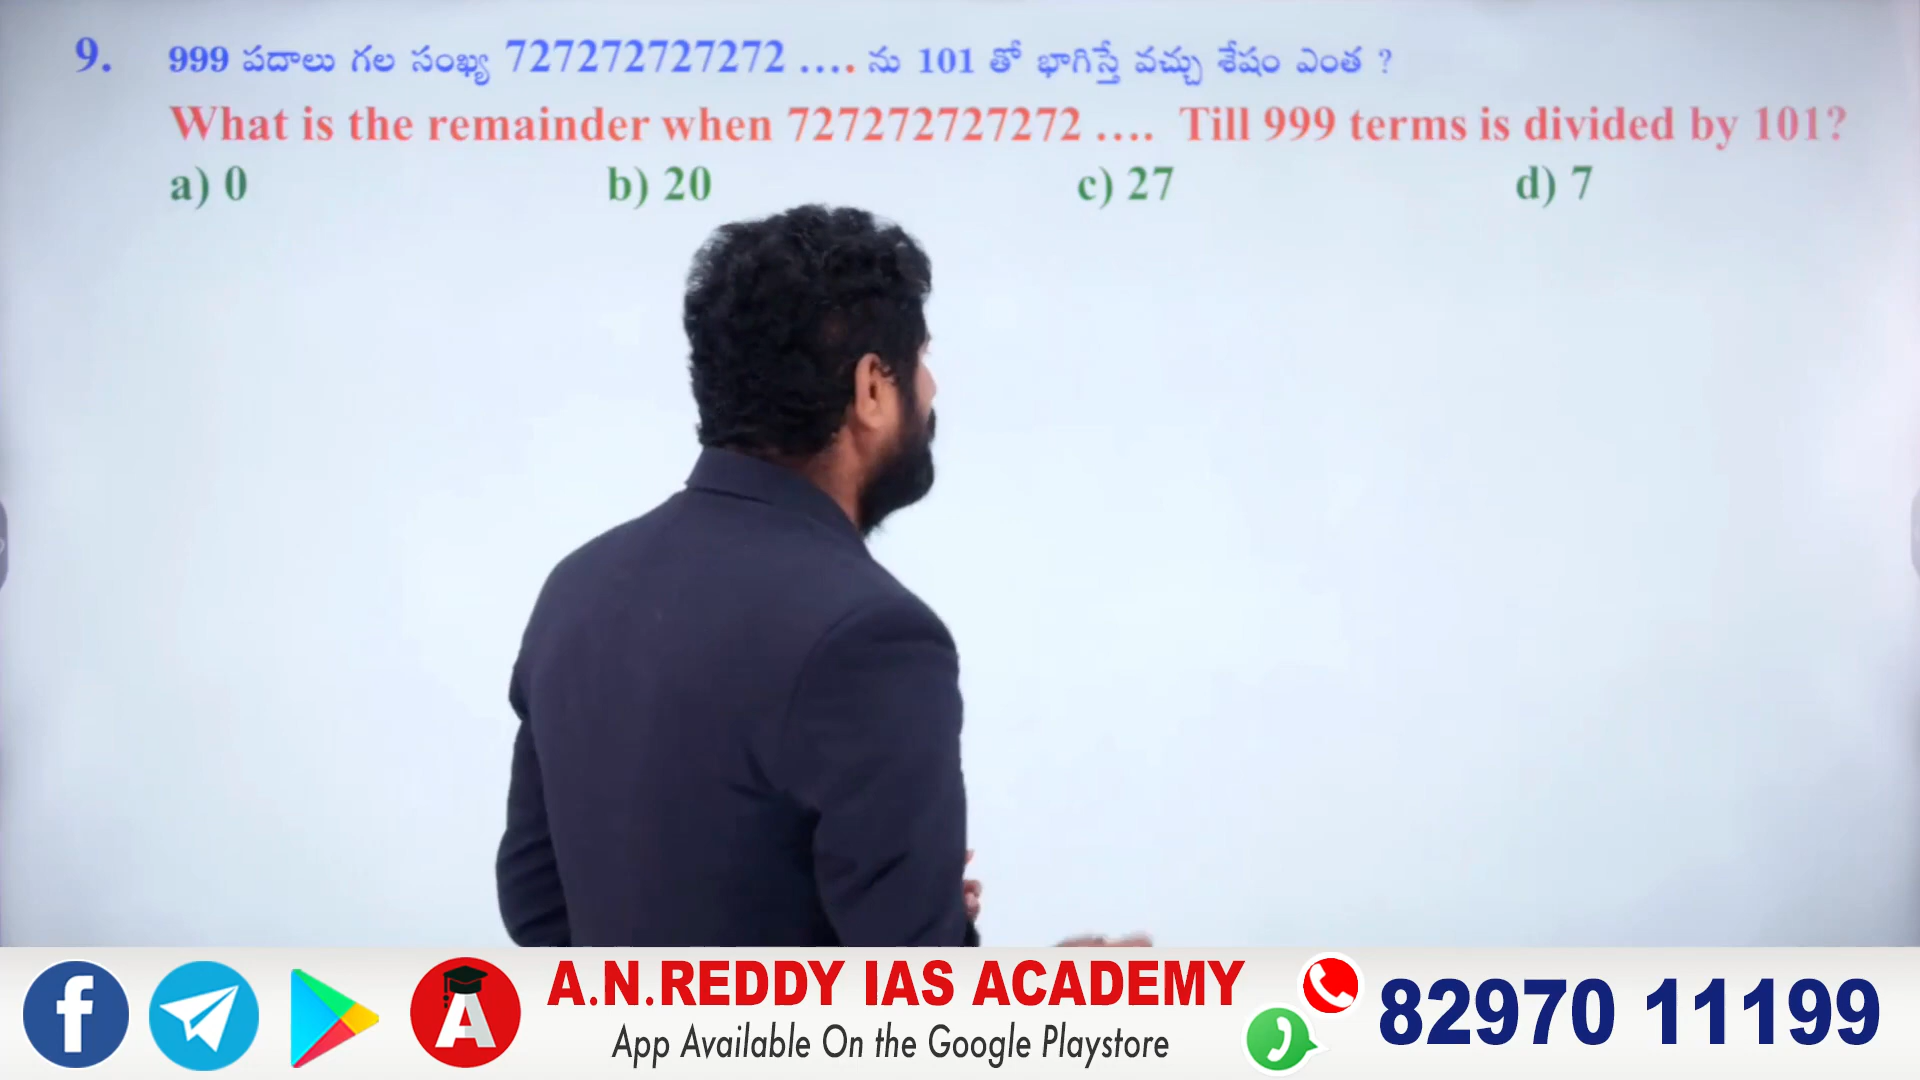 9. 999 పదాలు గల సంఖ్య 727272727272 .... ను 101 తో భాగిస్తే వచ్చు శేషం ఎంత ?
What is the remainder when 727272727272 .... Till 999 terms is divided by 101?
a) 0 b) 20 c) 27 d) 7
A.N.REDDY IAS ACADEMY
App Available On the Google Playstore
82970 11199